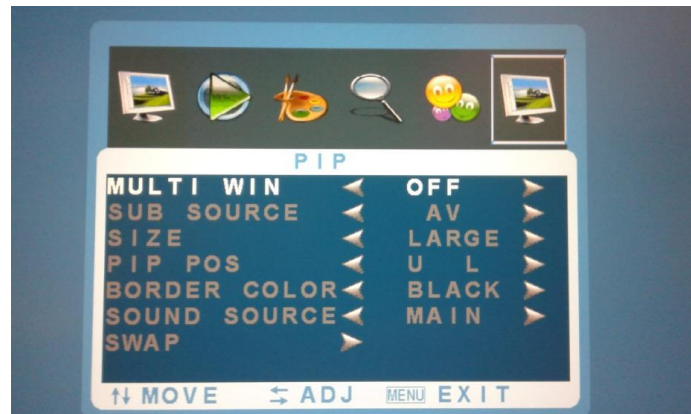 PIP
MULTI WIN OFF
SUB SOURCE AV
SIZE LARGE
PIP POS U L
BORDER COLOR BLACK
SOUND SOURCE MAIN
SWAP
MOVE ADJ MENU EXIT